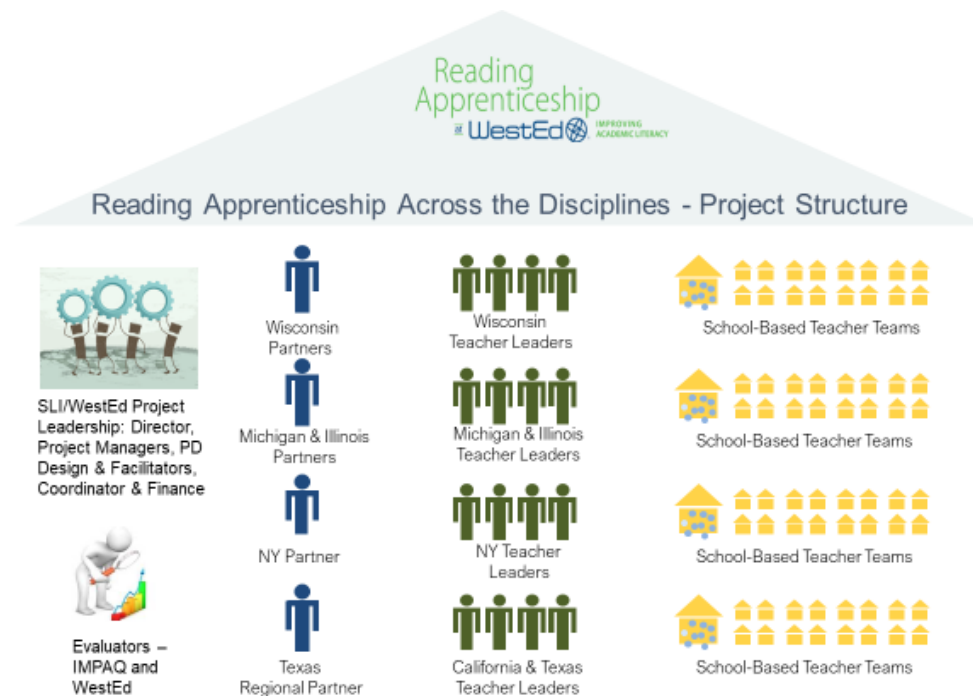 Reading
Apprenticeship
at WestEd IMPROVING
ACADEMIC LITERACY
Reading Apprenticeship Across the Disciplines - Project Structure
SLI/WestEd Project
Leadership: Director,
Project Managers, PD
Design & Facilitators,
Coordinator & Finance
Evaluators –
IMPAQ and
WestEd
Wisconsin
Partners
Wisconsin
Teacher Leaders
School-Based Teacher Teams
Michigan & Illinois
Partners
Michigan & Illinois
Teacher Leaders
School-Based Teacher Teams
NY Partner
NY Teacher
Leaders
School-Based Teacher Teams
Texas
Regional Partner
California & Texas
Teacher Leaders
School-Based Teacher Teams